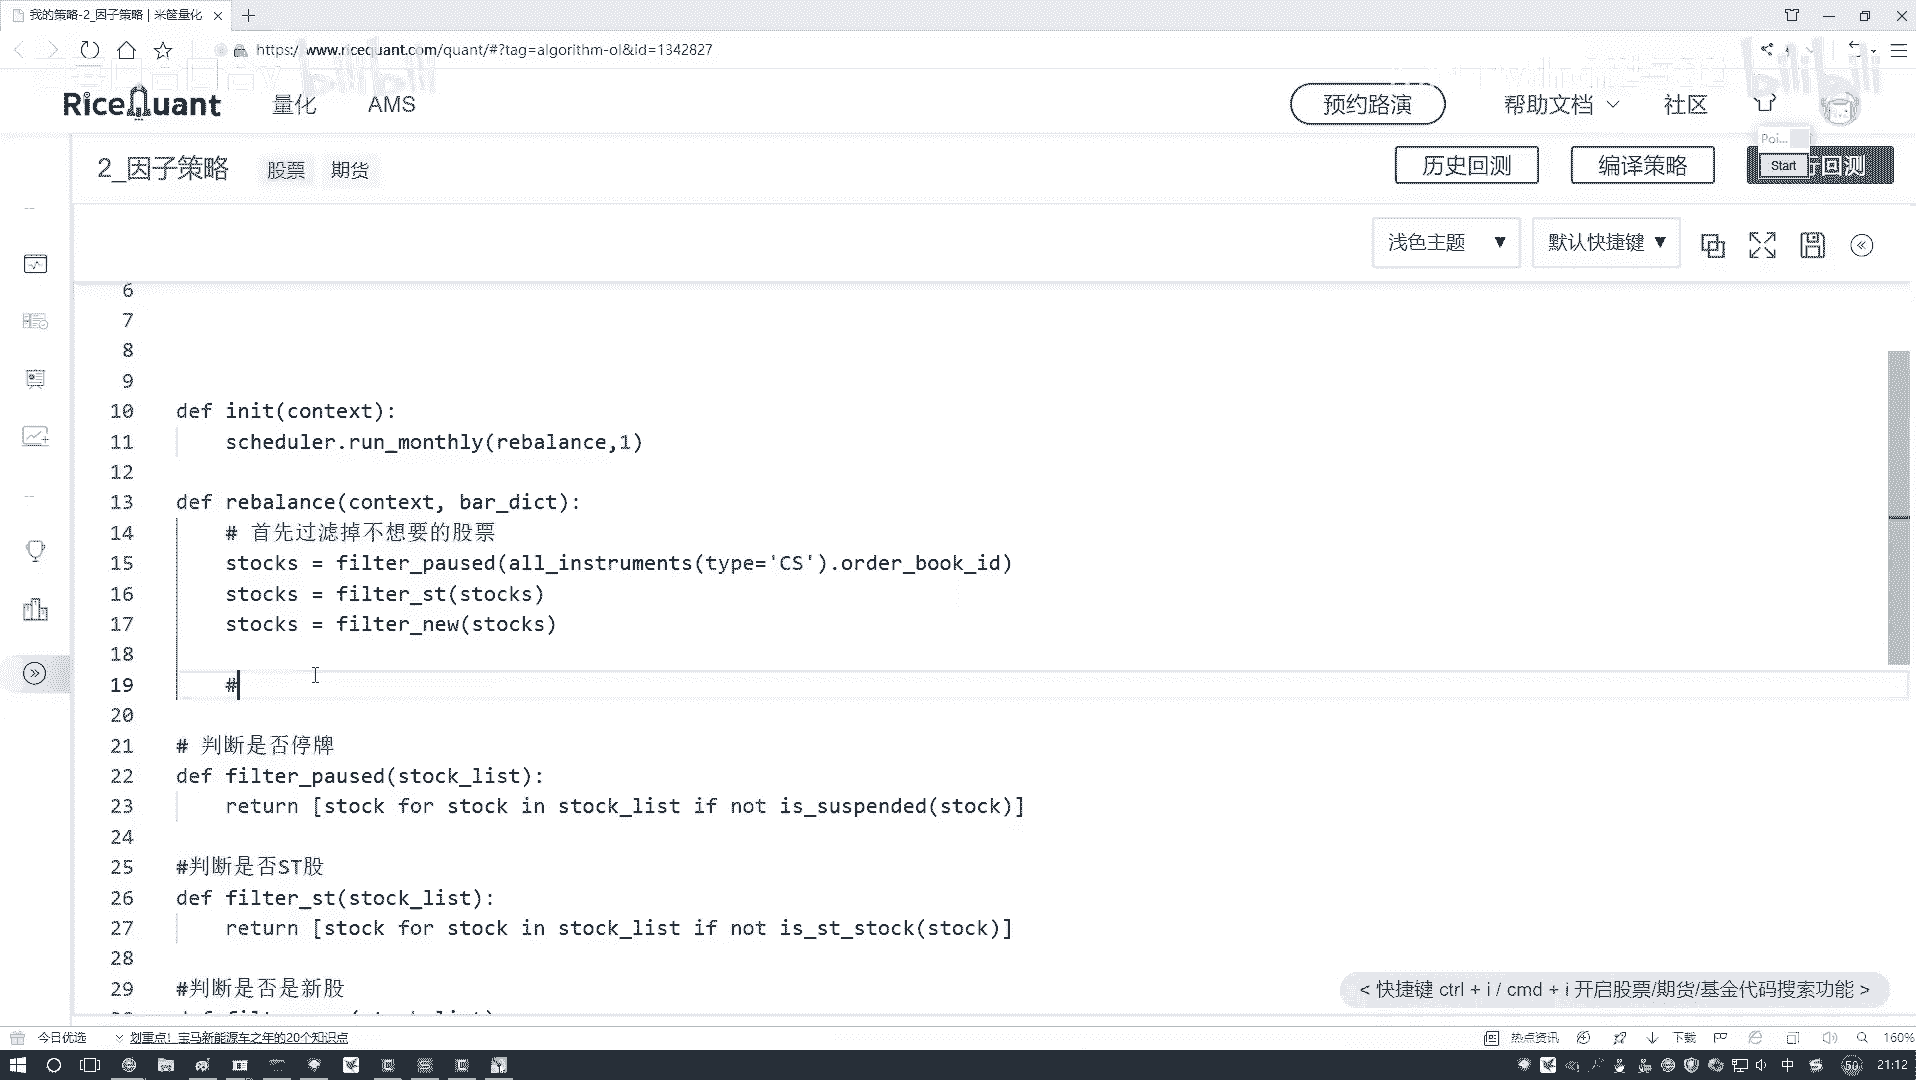 我的策略-2_因子策略 | 米筐量化
https://www.ricequant.com/quant/#?tag=algorithm-ol&id=1342827
bilibili
bilibili
RiceQuant 量化 AMS 预约路演 帮助文档 社区
Poi...
2_因子策略 股票 期货 历史回测 编译策略 Start 行回测
浅色主题 ▼ 默认快捷键 ▼
6
7
8
9
10 def init(context):
11 scheduler.run_monthly(rebalance,1)
12
13 def rebalance(context, bar_dict):
14 # 首先过滤掉不想要的股票
15 stocks = filter_paused(all_instruments(type='CS').order_book_id)
16 stocks = filter_st(stocks)
17 stocks = filter_new(stocks)
18
19 #
20
21 # 判断是否停牌
22 def filter_paused(stock_list):
23 return [stock for stock in stock_list if not is_suspended(stock)]
24
25 #判断是否ST股
26 def filter_st(stock_list):
27 return [stock for stock in stock_list if not is_st_stock(stock)]
28
29 #判断是否是新股
< 快捷键 ctrl + i / cmd + i 开启股票/期货/基金代码搜索功能 >
今日优选 划重点！宝马新能源车之年的20个知识点 热点资讯 下载 160%
中 50 21:12